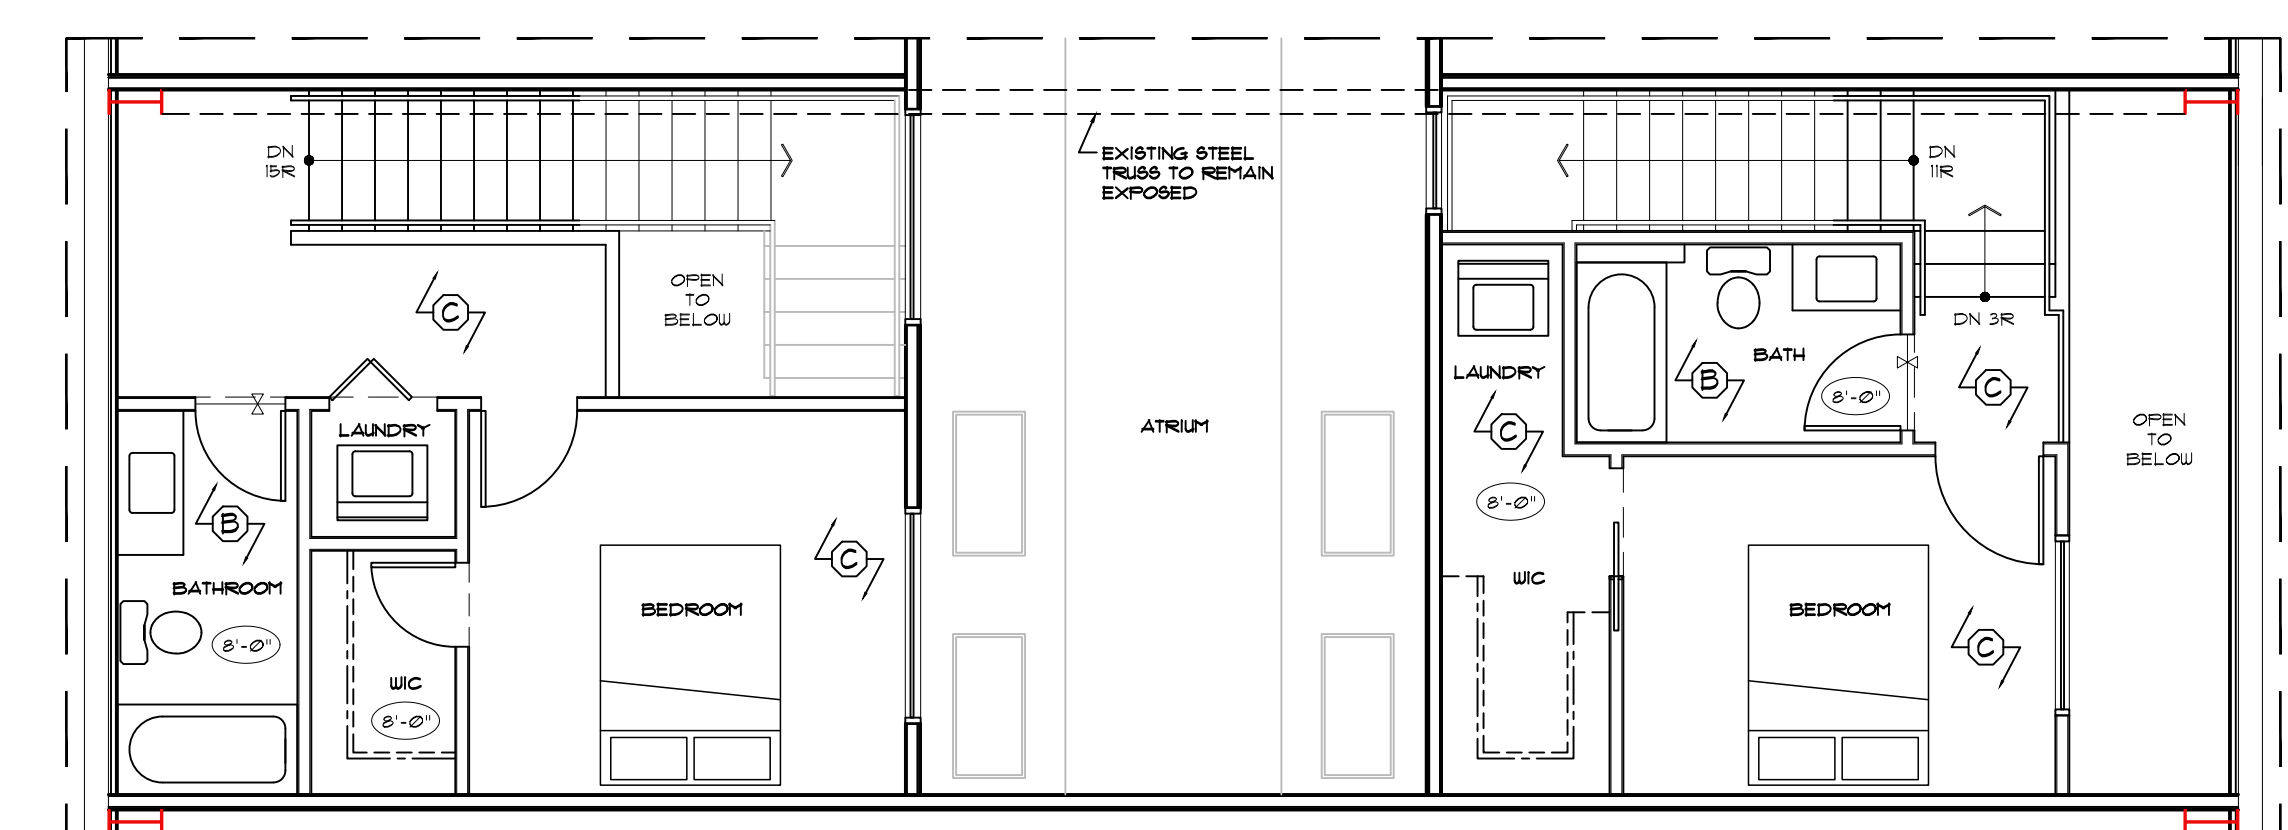 DN
15R
EXISTING STEEL
TRUSS TO REMAIN
EXPOSED
DN
11R
OPEN
TO
BELOW
C
DN 3R
BATH
LAUNDRY
B
8'-0"
C
LAUNDRY
ATRIUM
C
OPEN
TO
BELOW
8'-0"
B
C
BATHROOM
WIC
BEDROOM
BEDROOM
8'-0"
C
WIC
8'-0"